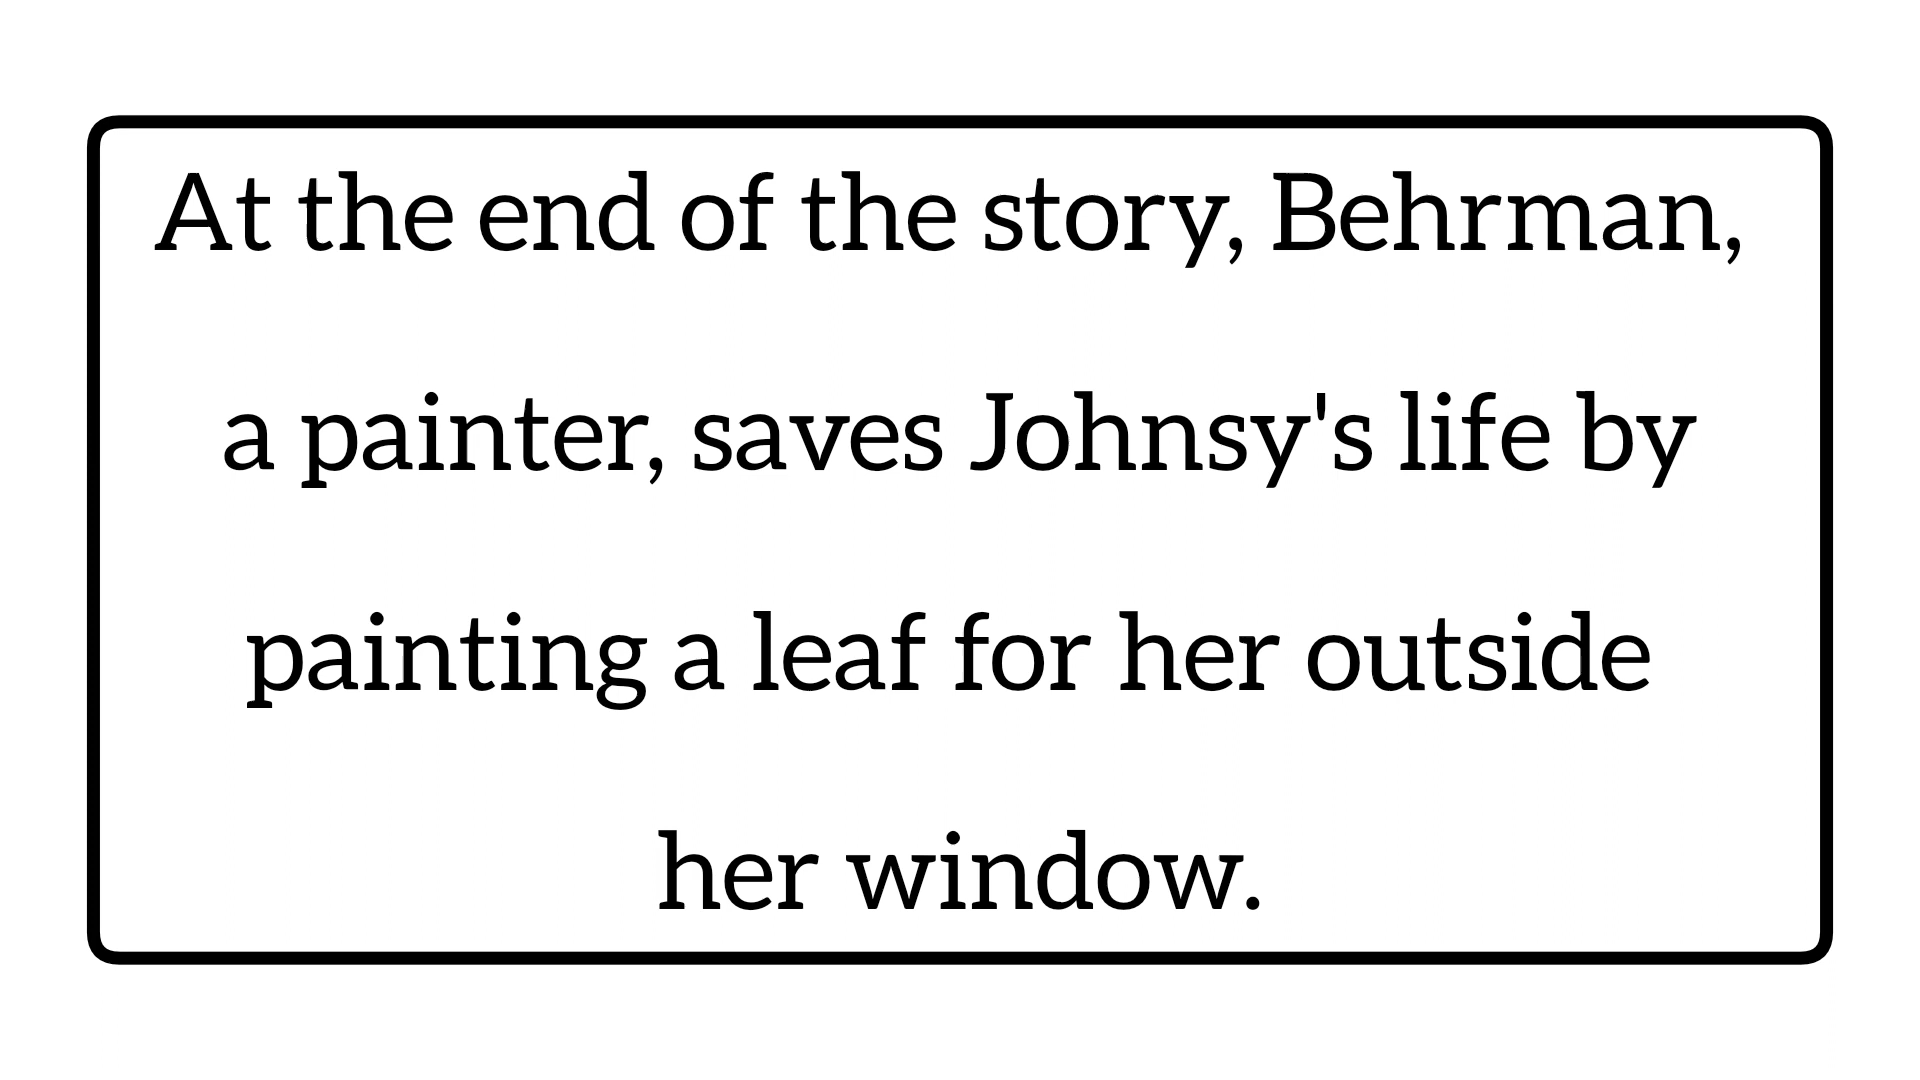 At the end of the story, Behrman,
a painter, saves Johnsy's life by
painting a leaf for her outside
her window.